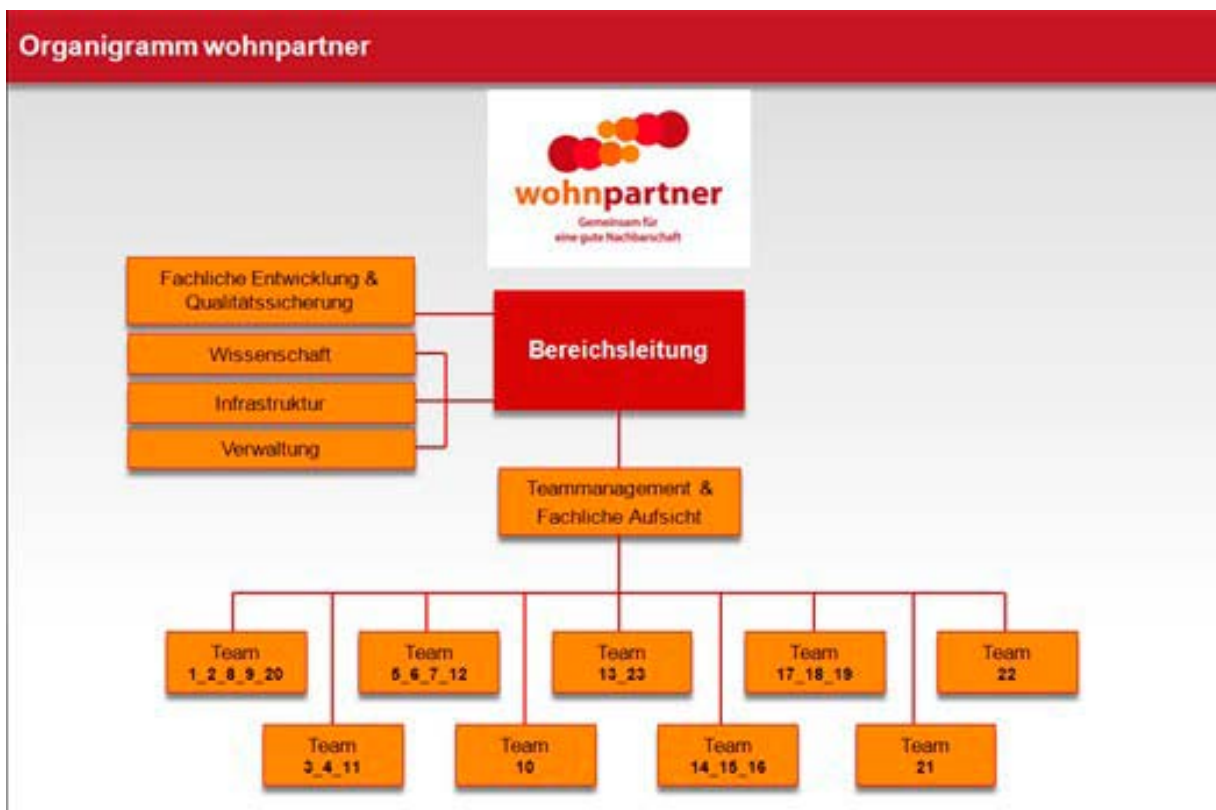 Organigramm wohnpartner
wohnpartner
Gemeinsam für
eine gute Nachbarschaft
Fachliche Entwicklung &
Qualitätssicherung
Wissenschaft
Infrastruktur
Verwaltung
Bereichsleitung
Teammanagement &
Fachliche Aufsicht
Team
1_2_8_9_20
Team
5_6_7_12
Team
13_23
Team
17_18_19
Team
22
Team
3_4_11
Team
10
Team
14_15_16
Team
21